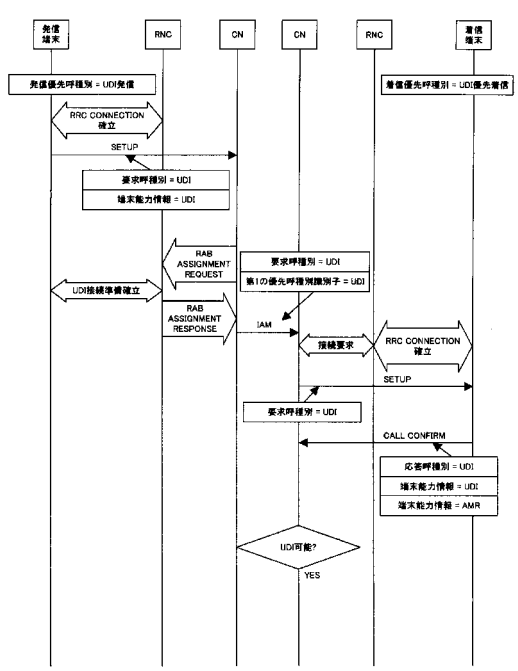 発信
端末
RNC
CN
CN
RNC
着信
端末
発信優先呼種別 = UDI発信
着信優先呼種別 = UDI優先着信
RRC CONNECTION
確立
SETUP
要求呼種別 = UDI
端末能力情報 = UDI
RAB
ASSIGNMENT
REQUEST
要求呼種別 = UDI
第1の優先呼種別識別子 = UDI
UDI接続準備確立
RAB
ASSIGNMENT
RESPONSE
IAM
接続要求
RRC CONNECTION
確立
SETUP
要求呼種別 = UDI
CALL CONFIRM
応答呼種別 = UDI
端末能力情報 = UDI
端末能力情報 = AMR
UDI可能?
YES